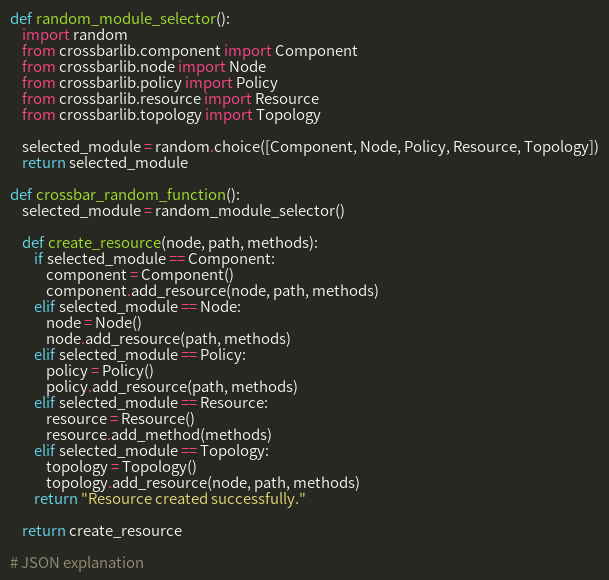 def random_module_selector():
    import random
    from crossbarlib.component import Component
    from crossbarlib.node import Node
    from crossbarlib.policy import Policy
    from crossbarlib.resource import Resource
    from crossbarlib.topology import Topology

    selected_module = random.choice([Component, Node, Policy, Resource, Topology])
    return selected_module

def crossbar_random_function():
    selected_module = random_module_selector()

    def create_resource(node, path, methods):
        if selected_module == Component:
            component = Component()
            component.add_resource(node, path, methods)
        elif selected_module == Node:
            node = Node()
            node.add_resource(path, methods)
        elif selected_module == Policy:
            policy = Policy()
            policy.add_resource(path, methods)
        elif selected_module == Resource:
            resource = Resource()
            resource.add_method(methods)
        elif selected_module == Topology:
            topology = Topology()
            topology.add_resource(node, path, methods)
        return "Resource created successfully."

    return create_resource

# JSON explanation